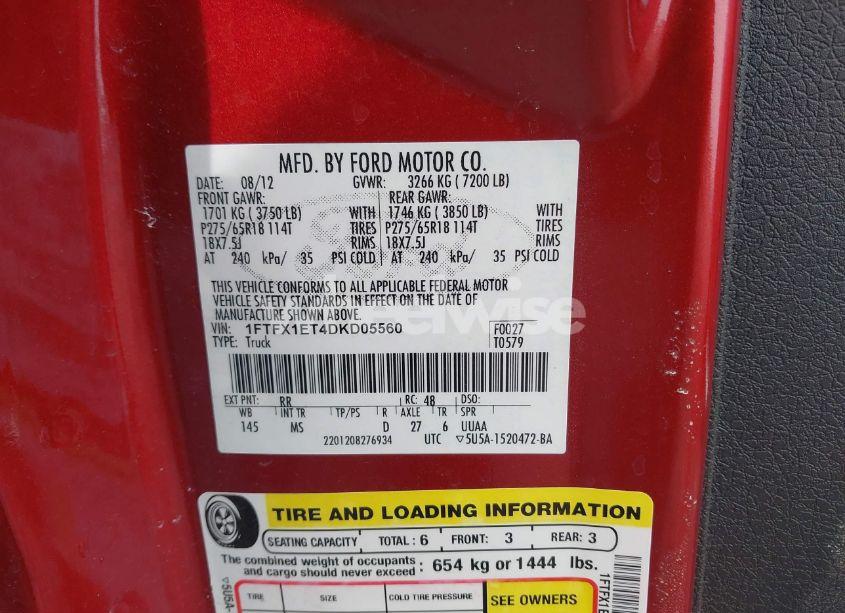 MFD. BY FORD MOTOR CO.
DATE: 08/12 GVWR: 3266 KG ( 7200 LB)
FRONT GAWR: REAR GAWR:
1701 KG ( 3750 LB) WITH 1746 KG ( 3850 LB) WITH
P275/65R18 114T TIRES P275/65R18 114T TIRES
18X7.5J RIMS 18X7.5J RIMS
AT 240 kPa/ 35 PSI COLD AT 240 kPa/ 35 PSI COLD
THIS VEHICLE CONFORMS TO ALL APPLICABLE FEDERAL MOTOR
VEHICLE SAFETY STANDARDS IN EFFECT ON THE DATE OF
MANUFACTURE SHOWN ABOVE.
VIN: 1FTFX1ET4DKD05560 F0027
TYPE: Truck T0579
EXT PNT: RR RC: 48 DSO:
WB INT TR TP/PS R AXLE TR SPR
145 MS D 27 6 UUAA
2201208276934 UTC ▽5U5A-1520472-BA
TIRE AND LOADING INFORMATION
SEATING CAPACITY TOTAL : 6 FRONT: 3 REAR: 3
The combined weight of occupants
and cargo should never exceed : 654 kg or 1444 lbs.
TIRE SIZE COLD TIRE PRESSURE SEE OWNERS
▽5U5A-
1FTFX1E